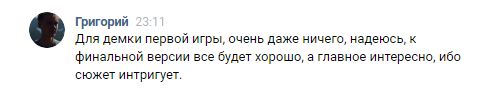 Григорий 23:11
Для демки первой игры, очень даже ничего, надеюсь, к
финальной версии все будет хорошо, а главное интересно, ибо
сюжет интригует.